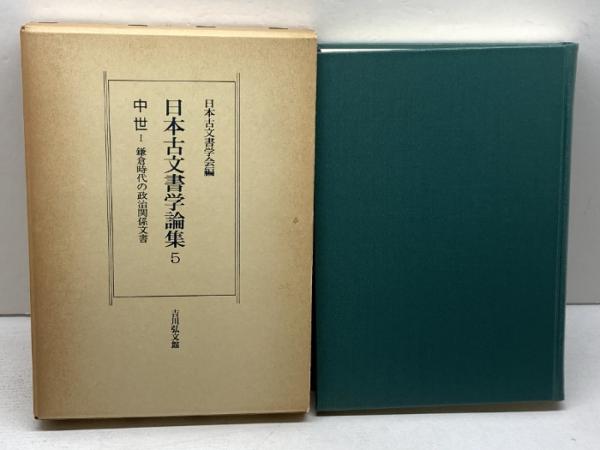 日本古文書学会編
日本古文書学論集 5
中世 I 鎌倉時代の政治関係文書
吉川弘文館